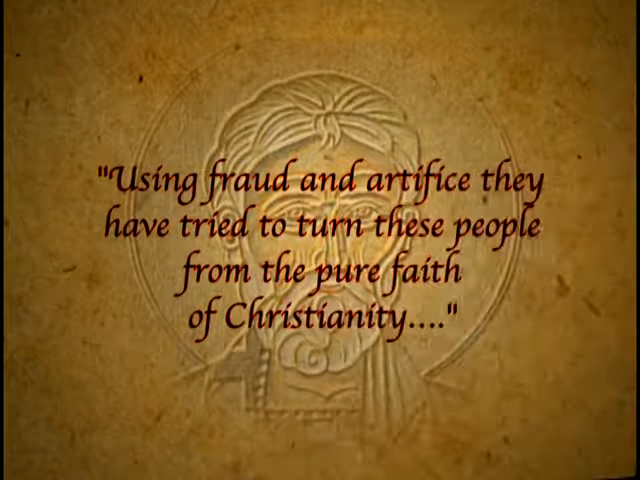 "Using fraud and artifice they
have tried to turn these people
from the pure faith
of Christianity...."